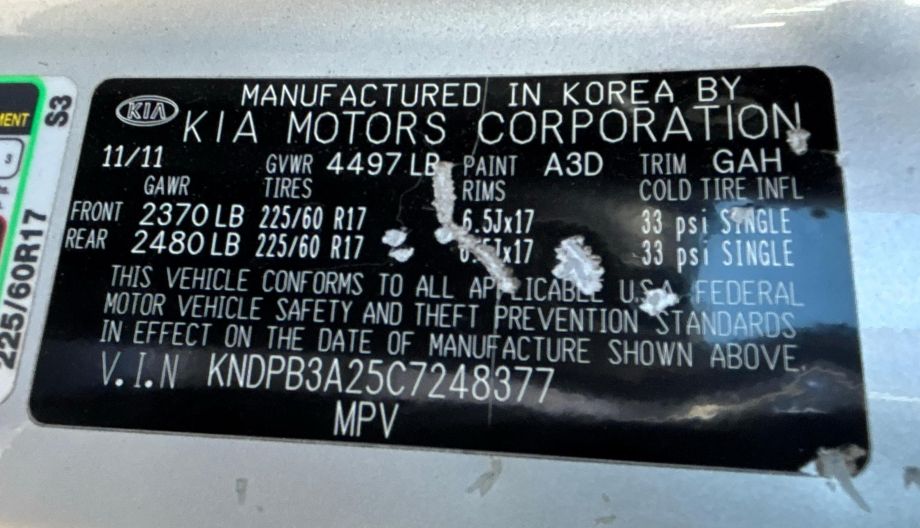 MENT
S3
225/60R17
KIA
MANUFACTURED IN KOREA BY
KIA MOTORS CORPORATION
11/11 GVWR 4497 LB PAINT A3D TRIM GAH
GAWR TIRES RIMS COLD TIRE INFL
FRONT 2370 LB 225/60 R17 6.5Jx17 33 psi SINGLE
REAR 2480 LB 225/60 R17 6.5Jx17 33 psi SINGLE
THIS VEHICLE CONFORMS TO ALL APPLICABLE U.S.A FEDERAL
MOTOR VEHICLE SAFETY AND THEFT PREVENTION STANDARDS
IN EFFECT ON THE DATE OF MANUFACTURE SHOWN ABOVE.
V.I.N KNDPB3A25C7248377
MPV